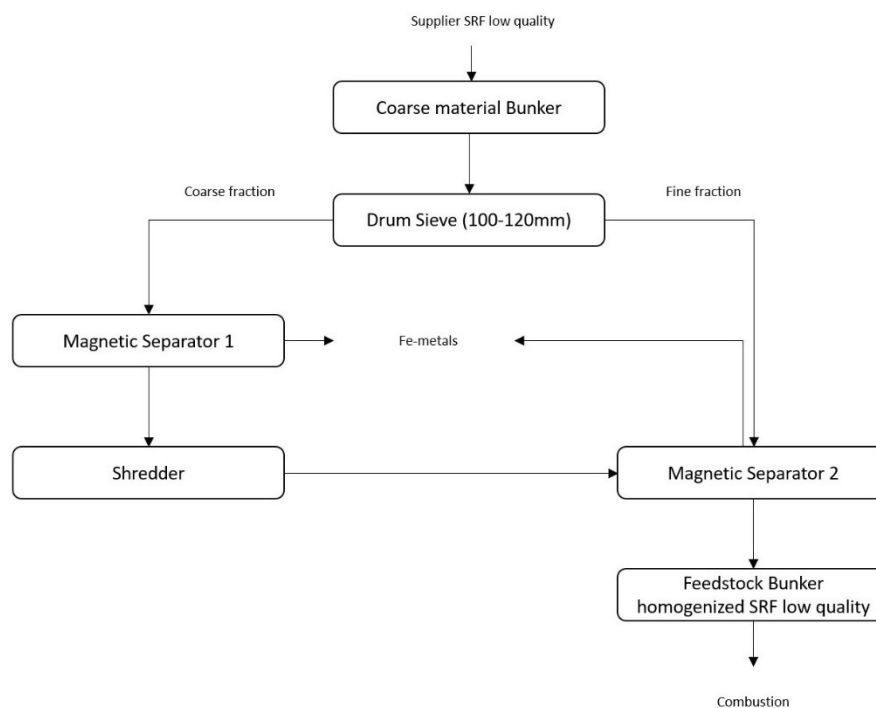 Supplier SRF low quality
Coarse material Bunker
Coarse fraction
Fine fraction
Drum Sieve (100-120mm)
Magnetic Separator 1
Fe-metals
Shredder
Magnetic Separator 2
Feedstock Bunker
homogenized SRF low quality
Combustion